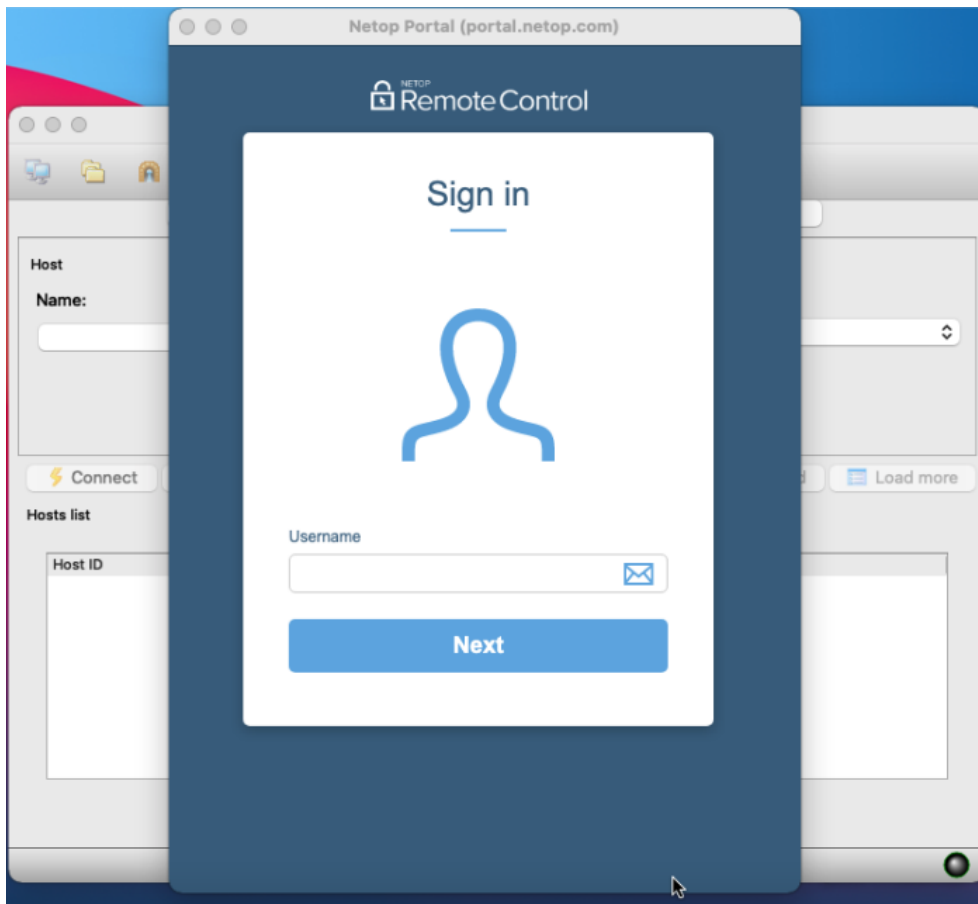 Netop Portal (portal.netop.com)
NETOP
Remote Control
Sign in
Host
Name:
Connect
Load more
Username
Hosts list
Host ID
Next